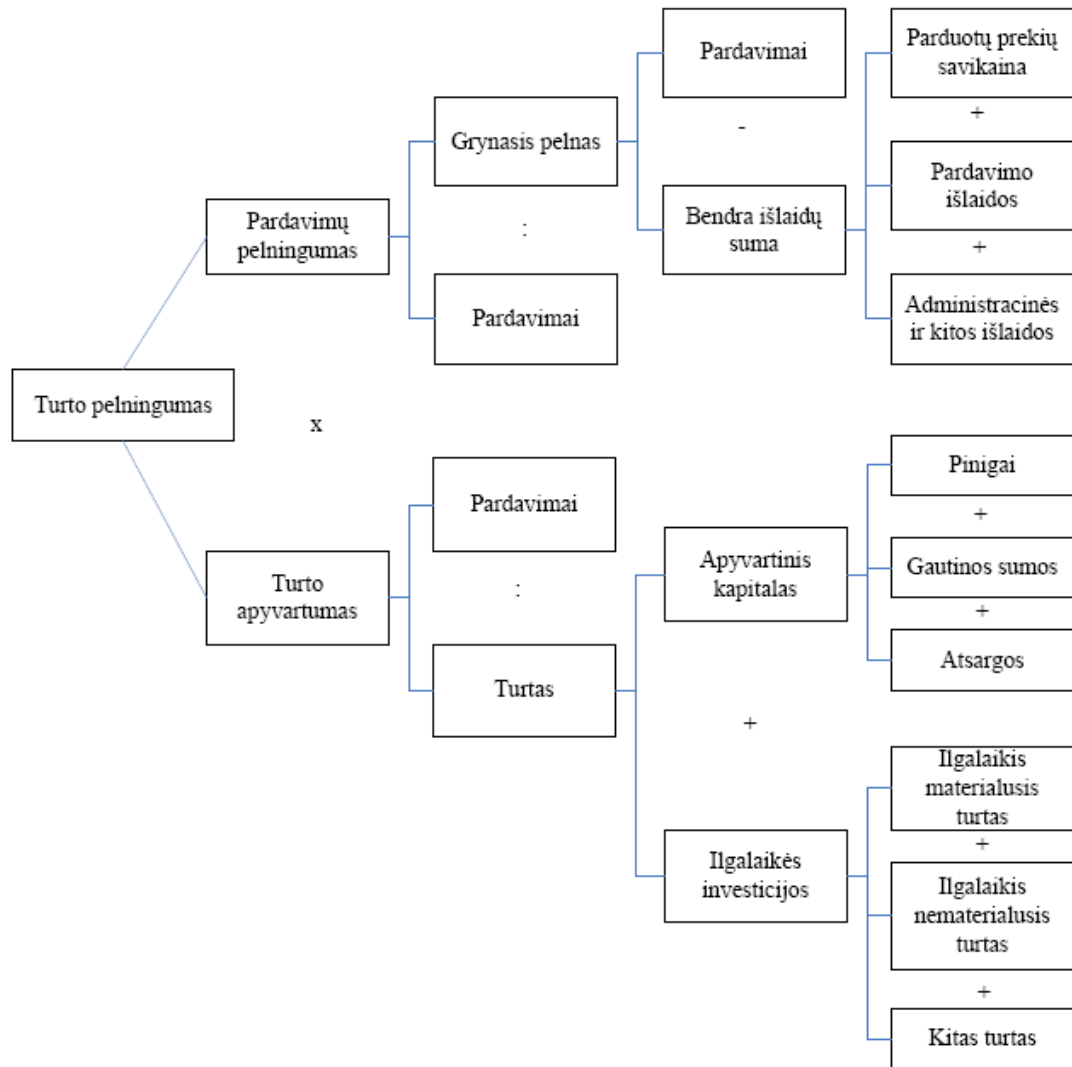 Pardavimai
-
Bendra išlaidų
suma
Parduotų prekių
savikaina
+
Pardavimo
išlaidos
+
Administracinės
ir kitos išlaidos
Grynasis pelnas
:
Pardavimai
Pardavimų
pelningumas
Turto pelningumas
x
Turto
apyvartumas
Pardavimai
:
Turtas
Apyvartinis
kapitalas
+
Ilgalaikės
investicijos
Pinigai
+
Gautinos sumos
+
Atsargos
Ilgalaikis
materialusis
turtas
+
Ilgalaikis
nematerialusis
turtas
+
Kitas turtas